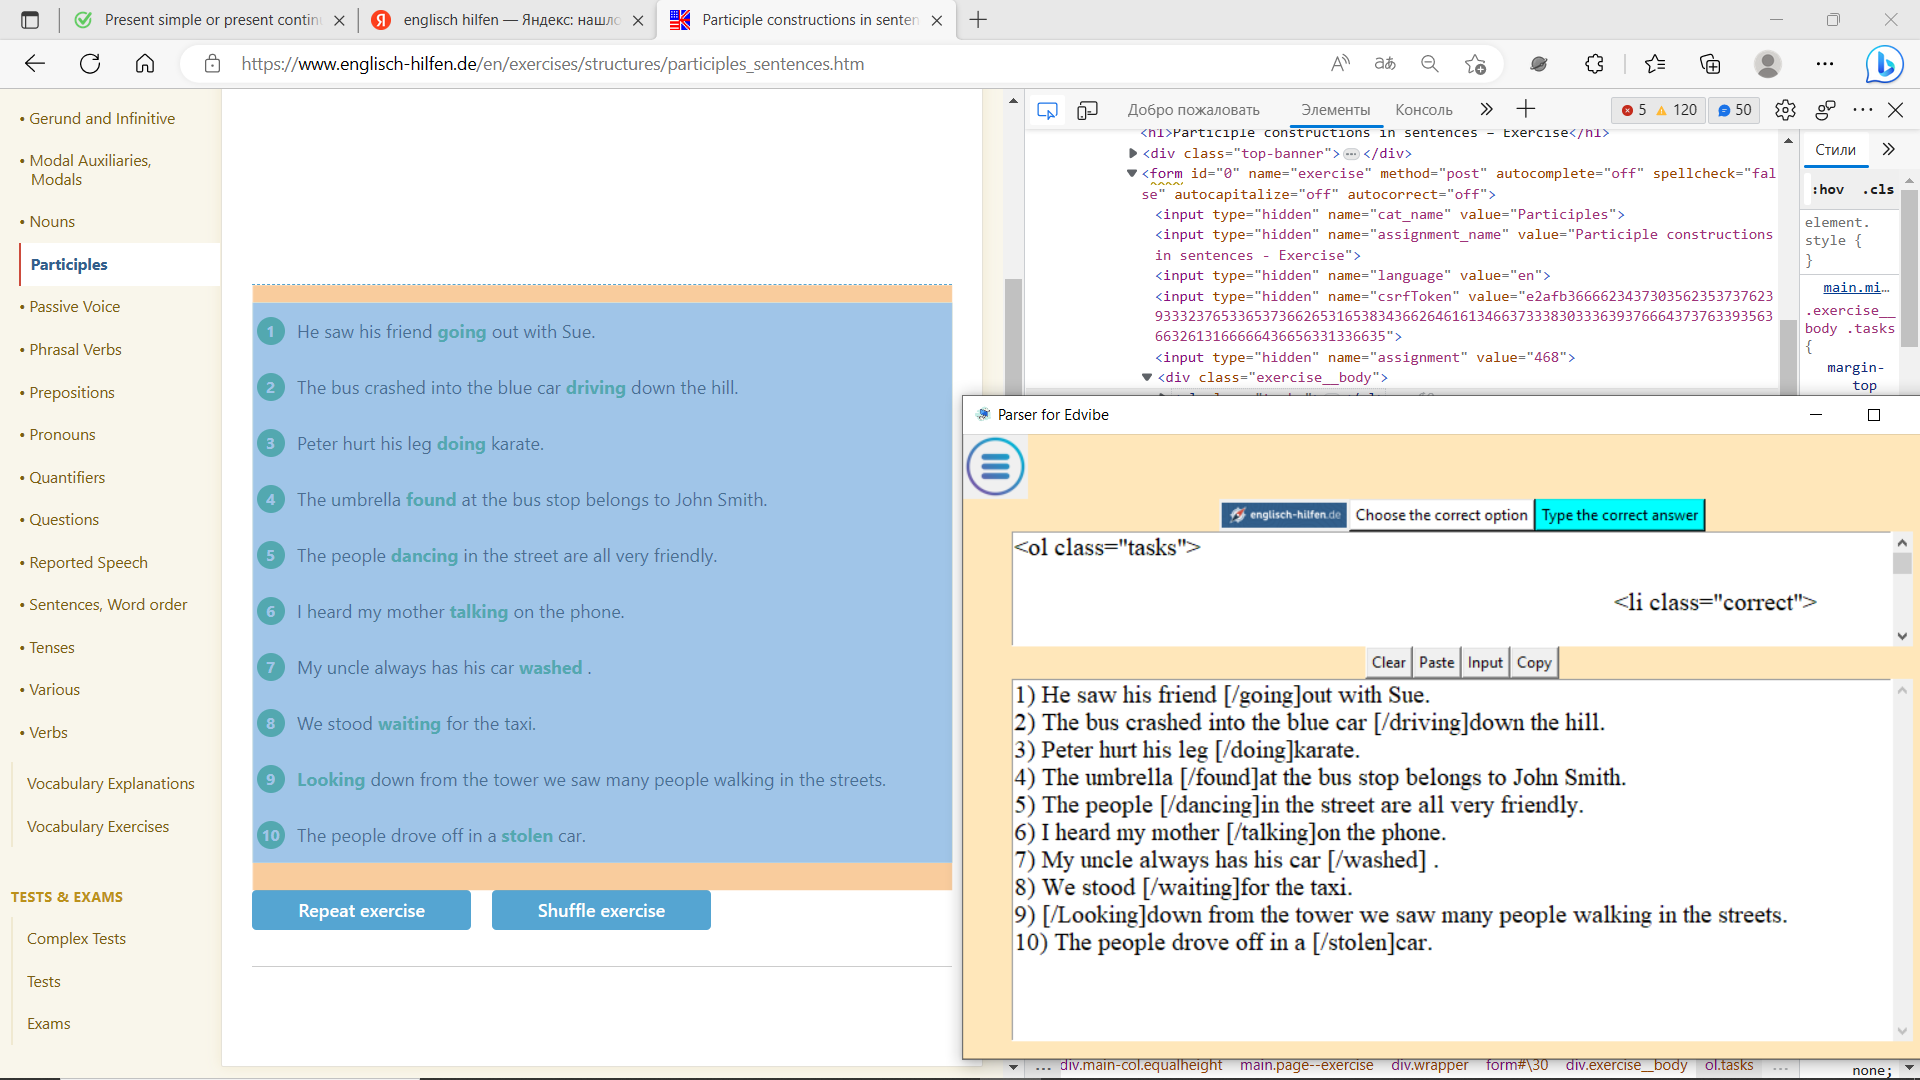 Present simple or present contin
englisch hilfen — Яндекс: нашло
Participle constructions in senten
https://www.englisch-hilfen.de/en/exercises/structures/participles_sentences.htm
• Gerund and Infinitive
• Modal Auxiliaries,
Modals
• Nouns
Participles
• Passive Voice
• Phrasal Verbs
• Prepositions
• Pronouns
• Quantifiers
• Questions
• Reported Speech
• Sentences, Word order
• Tenses
• Various
• Verbs
Vocabulary Explanations
Vocabulary Exercises
TESTS & EXAMS
Complex Tests
Tests
Exams
1 He saw his friend going out with Sue.
2 The bus crashed into the blue car driving down the hill.
3 Peter hurt his leg doing karate.
4 The umbrella found at the bus stop belongs to John Smith.
5 The people dancing in the street are all very friendly.
6 I heard my mother talking on the phone.
7 My uncle always has his car washed .
8 We stood waiting for the taxi.
9 Looking down from the tower we saw many people walking in the streets.
10 The people drove off in a stolen car.
Repeat exercise
Shuffle exercise
Добро пожаловать
Элементы
Консоль
5 120
50
<h1>Participle constructions in sentences – Exercise</h1>
<div class="top-banner"> </div>
<form id="0" name="exercise" method="post" autocomplete="off" spellcheck="fal
se" autocapitalize="off" autocorrect="off">
<input type="hidden" name="cat_name" value="Participles">
<input type="hidden" name="assignment_name" value="Participle constructions
in sentences - Exercise">
<input type="hidden" name="language" value="en">
<input type="hidden" name="csrfToken" value="
<input type="hidden" name="assignment" value="468">
<div class="exercise__body">
Стили
:hov .cls
element.
style {
}
main.mi…
.exercise__
body .tasks
{
margin-
top
Parser for Edvibe
englisch-hilfen.de
Choose the correct option
Type the correct answer
<ol class="tasks">
<li class="correct">
Clear
Paste
Input
Copy
1) He saw his friend [/going]out with Sue.
2) The bus crashed into the blue car [/driving]down the hill.
3) Peter hurt his leg [/doing]karate.
4) The umbrella [/found]at the bus stop belongs to John Smith.
5) The people [/dancing]in the street are all very friendly.
6) I heard my mother [/talking]on the phone.
7) My uncle always has his car [/washed] .
8) We stood [/waiting]for the taxi.
9) [/Looking]down from the tower we saw many people walking in the streets.
10) The people drove off in a [/stolen]car.
div.main-col.equalheight main.page--exercise div.wrapper form#\30 div.exercise__body ol.tasks
none;